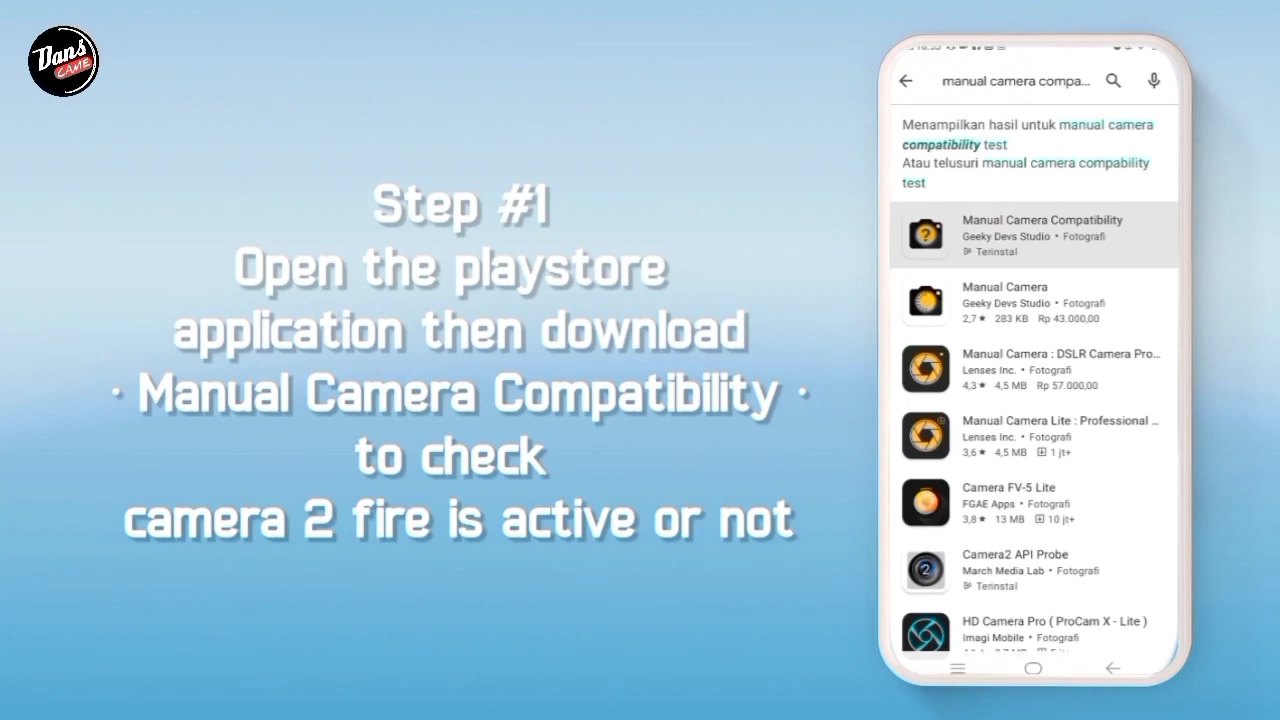 Dans
CAME
Step #1
Open the playstore
application then download
· Manual Camera Compatibility ·
to check
camera 2 fire is active or not
manual camera compa...
Menampilkan hasil untuk manual camera
compatibility test
Atau telusuri manual camera compability
test
Manual Camera Compatibility
Geeky Devs Studio • Fotografi
Terinstal
Manual Camera
Geeky Devs Studio • Fotografi
2,7★ 283 KB Rp 43.000,00
Manual Camera : DSLR Camera Pro...
Lenses Inc. • Fotografi
4,3★ 4,5 MB Rp 57.000,00
Manual Camera Lite : Professional ...
Lenses Inc. • Fotografi
3,6★ 4,5 MB 1 jt+
Camera FV-5 Lite
FGAE Apps • Fotografi
3,8★ 13 MB 10 jt+
Camera2 API Probe
March Media Lab • Fotografi
Terinstal
HD Camera Pro ( ProCam X - Lite )
Imagi Mobile • Fotografi